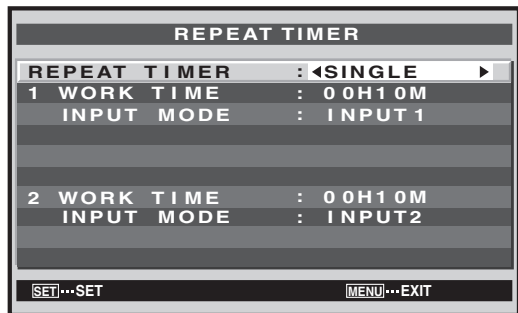 REPEAT TIMER
REPEAT TIMER : ◀SINGLE ▶
1 WORK TIME : 00H10M
INPUT MODE : INPUT1
2 WORK TIME : 00H10M
INPUT MODE : INPUT2
SET···SET MENU···EXIT